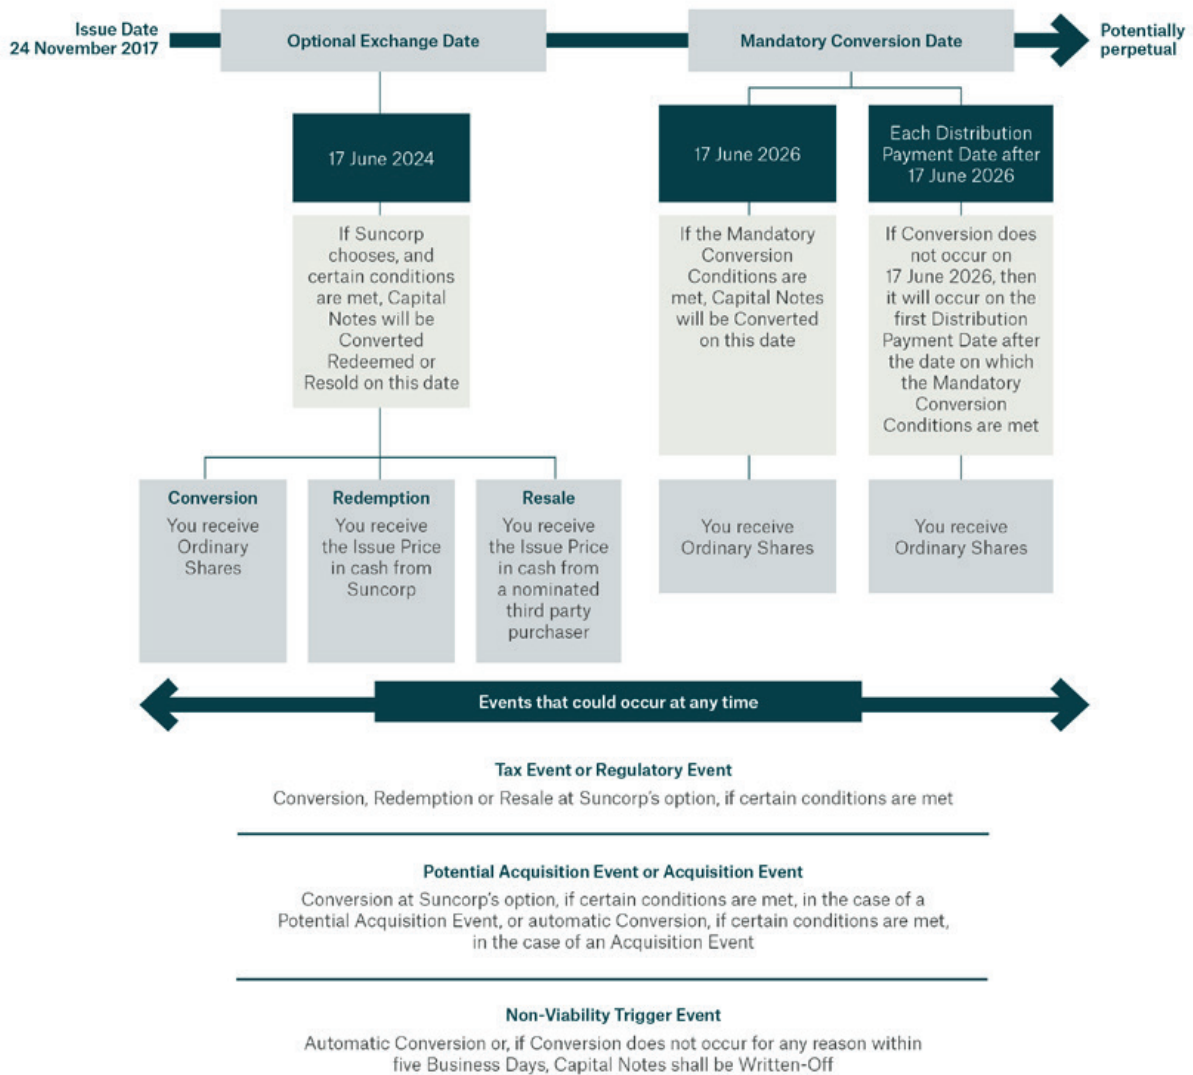 Issue Date
24 November 2017
Optional Exchange Date
Mandatory Conversion Date
Potentially
perpetual
17 June 2024
17 June 2026
Each Distribution
Payment Date after
17 June 2026
If Suncorp
chooses, and
certain conditions
are met, Capital
Notes will be
Converted
Redeemed or
Resold on this date
If the Mandatory
Conversion
Conditions are
met, Capital Notes
will be Converted
on this date
If Conversion does
not occur on
17 June 2026, then
it will occur on the
first Distribution
Payment Date after
the date on which
the Mandatory
Conversion
Conditions are met
Conversion
You receive
Ordinary
Shares
Redemption
You receive
the Issue Price
in cash from
Suncorp
Resale
You receive
the Issue Price
in cash from
a nominated
third party
purchaser
You receive
Ordinary Shares
You receive
Ordinary Shares
Events that could occur at any time
Tax Event or Regulatory Event
Conversion, Redemption or Resale at Suncorp's option, if certain conditions are met
Potential Acquisition Event or Acquisition Event
Conversion at Suncorp's option, if certain conditions are met, in the case of a
Potential Acquisition Event, or automatic Conversion, if certain conditions are met,
in the case of an Acquisition Event
Non-Viability Trigger Event
Automatic Conversion or, if Conversion does not occur for any reason within
five Business Days, Capital Notes shall be Written-Off